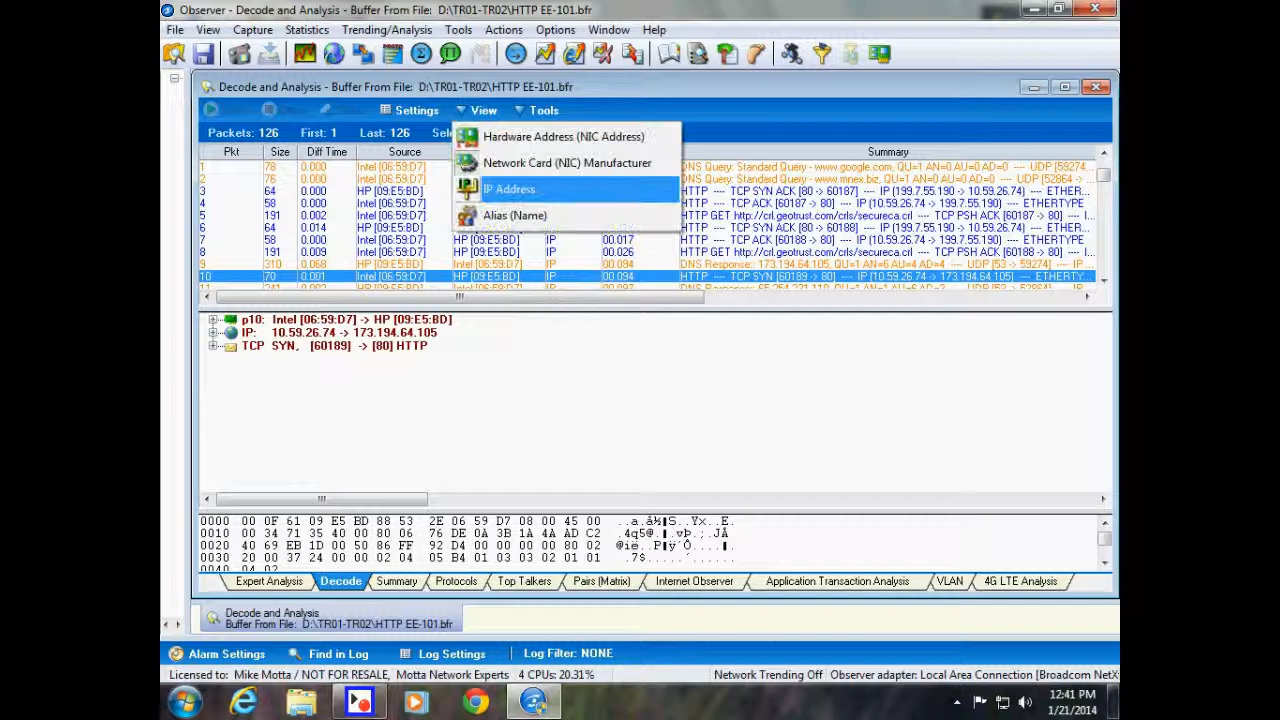 Observer - Decode and Analysis - Buffer From File: D:\TR01-TR02\HTTP EE-101.bfr
File View Capture Statistics Trending/Analysis Tools Actions Options Window Help
Decode and Analysis - Buffer From File: D:\TR01-TR02\HTTP EE-101.bfr
Settings View Tools
Packets: 126 First: 1 Last: 126
Hardware Address (NIC Address)
Network Card (NIC) Manufacturer
IP Address
Alias (Name)
Pkt Size Diff Time Source Summary
1 78 0.000 Intel [06:59:D7] DNS Query: Standard Query - www.google.com, QU=1 AN=0 AU=0 AD=0 ---- UDP [59274
2 76 0.000 Intel [06:59:D7] DNS Query: Standard Query - www.mnex.biz, QU=1 AN=0 AU=0 AD=0 ---- UDP [52864 -
3 64 0.000 HP [09:E5:BD] HTTP ---- TCP SYN ACK [80 -> 60187] ---- IP (199.7.55.190 -> 10.59.26.74) ---- ETHERTYP
4 58 0.000 Intel [06:59:D7] HTTP ---- TCP ACK [60187 -> 80] ---- IP (10.59.26.74 -> 199.7.55.190) ---- ETHERTYPE
5 191 0.002 Intel [06:59:D7] HTTP GET http://crl.geotrust.com/crls/secureca.crl ---- TCP PSH ACK [60187 -> 80] ---- IP (1...
6 64 0.014 HP [09:E5:BD] HTTP ---- TCP SYN ACK [80 -> 60188] ---- IP (199.7.55.190 -> 10.59.26.74) ---- ETHERTYP
7 58 0.000 Intel [06:59:D7] HP [09:E5:BD] IP 00.017 HTTP ---- TCP ACK [60188 -> 80] ---- IP (10.59.26.74 -> 199.7.55.190) ---- ETHERTYPE
8 191 0.009 Intel [06:59:D7] HP [09:E5:BD] IP 00.026 HTTP GET http://crl.geotrust.com/crls/secureca.crl ---- TCP PSH ACK [60188 -> 80] ---- IP (1...
9 310 0.068 HP [09:E5:BD] Intel [06:59:D7] IP 00.094 DNS Response:: 173.194.64.105, QU=1 AN=6 AU=4 AD=4 ---- UDP [53 -> 59274] ---- IP ...
10 70 0.001 Intel [06:59:D7] HP [09:E5:BD] IP 00.094 HTTP ---- TCP SYN [60189 -> 80] ---- IP (10.59.26.74 -> 173.194.64.105) ---- ETHERTY...
p10: Intel [06:59:D7] -> HP [09:E5:BD]
IP: 10.59.26.74 -> 173.194.64.105
TCP SYN, [60189] -> [80] HTTP
0000 00 0F 61 09 E5 BD 88 53 2E 06 59 D7 08 00 45 00
0010 00 34 71 35 40 00 80 06 76 DE 0A 3B 1A 4A AD C2
0020 40 69 EB 1D 00 50 86 FF 92 D4 00 00 00 00 80 02
0030 20 00 37 24 00 00 02 04 05 B4 01 03 03 02 01 01
0040 04 02
Expert Analysis Decode Summary Protocols Top Talkers Pairs (Matrix) Internet Observer Application Transaction Analysis VLAN 4G LTE Analysis
Decode and Analysis
Buffer From File: D:\TR01-TR02\HTTP EE-101.bfr
Alarm Settings Find in Log Log Settings Log Filter: NONE
Licensed to: Mike Motta / NOT FOR RESALE, Motta Network Experts 4 CPUs: 20.31% Network Trending Off Observer adapter: Local Area Connection [Broadcom NetX
12:41 PM
1/21/2014